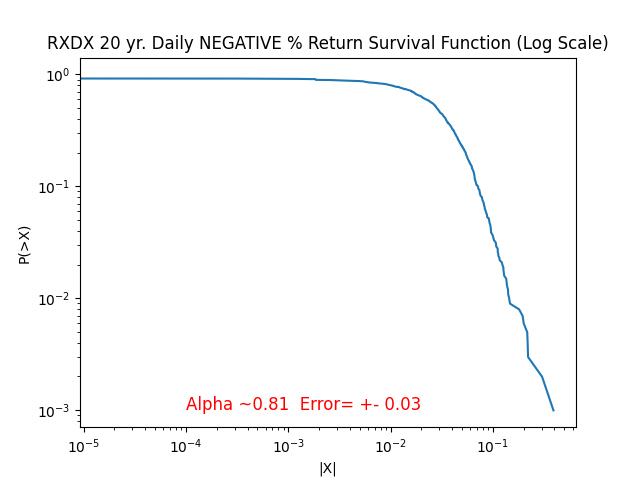 RXDX 20 yr. Daily NEGATIVE % Return Survival Function (Log Scale)
10⁰
10⁻¹
10⁻²
10⁻³
P(>X)
Alpha ~0.81  Error= +- 0.03
10⁻⁵ 10⁻⁴ 10⁻³ 10⁻² 10⁻¹
|X|